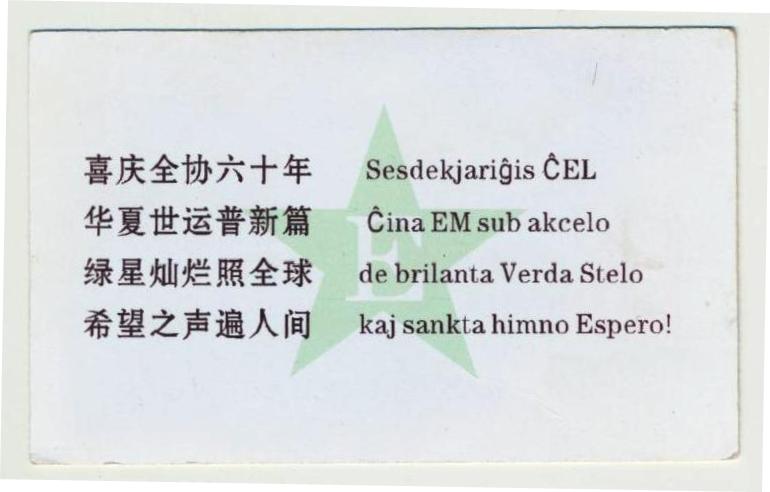 喜庆全协六十年 Sesdekjariĝis ĈEL
华夏世运普新篇 Ĉina EM sub akcelo
绿星灿烂照全球 de brilanta Verda Stelo
希望之声遍人间 kaj sankta himno Espero!
E